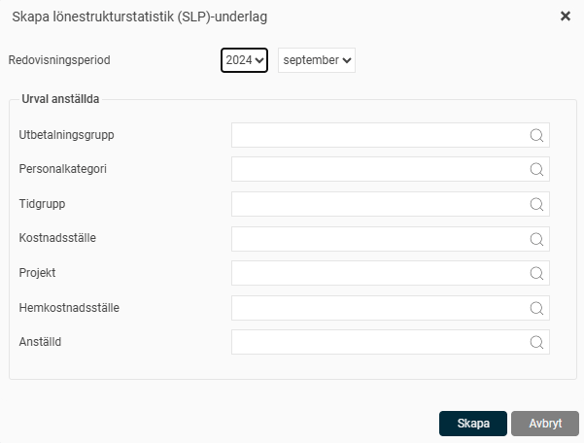 Skapa lönestrukturstatistik (SLP)-underlag
Redovisningsperiod 2024 september
Urval anställda
Utbetalningsgrupp
Personalkategori
Tidgrupp
Kostnadsställe
Projekt
Hemkostnadsställe
Anställd
Skapa Avbryt